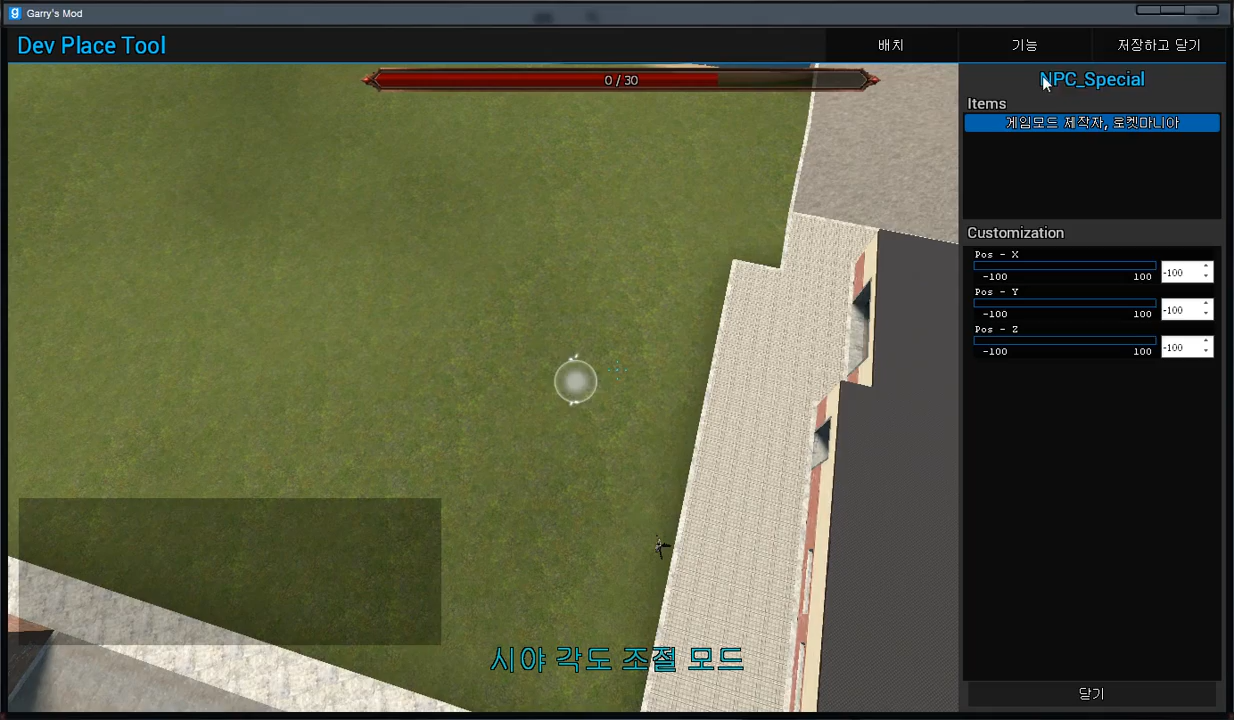 Garry's Mod
Dev Place Tool
배치
기능
저장하고 닫기
0 / 30
NPC_Special
Items
게임모드 제작자, 로켓마니아
Customization
Pos - X
-100
100
-100
Pos - Y
-100
100
-100
Pos - Z
-100
100
-100
시야 각도 조절 모드
닫기